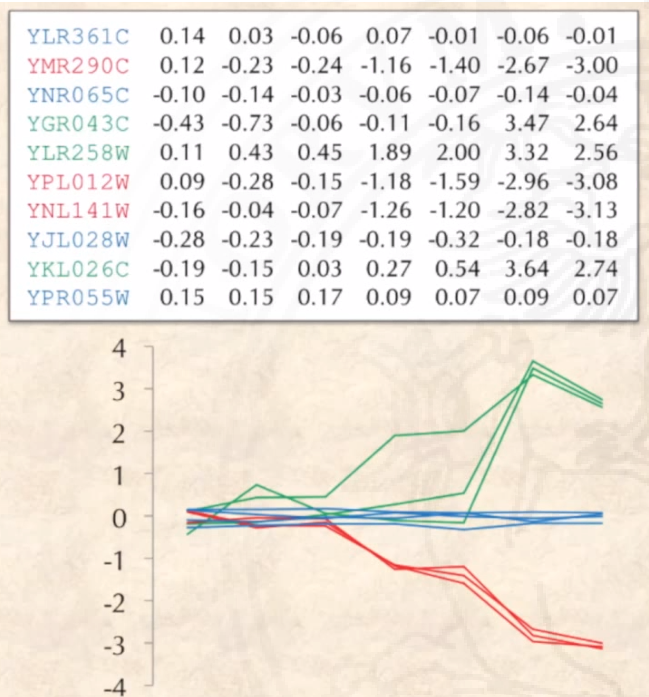 YLR361C 0.14 0.03 -0.06 0.07 -0.01 -0.06 -0.01
YMR290C 0.12 -0.23 -0.24 -1.16 -1.40 -2.67 -3.00
YNR065C -0.10 -0.14 -0.03 -0.06 -0.07 -0.14 -0.04
YGR043C -0.43 -0.73 -0.06 -0.11 -0.16 3.47 2.64
YLR258W 0.11 0.43 0.45 1.89 2.00 3.32 2.56
YPL012W 0.09 -0.28 -0.15 -1.18 -1.59 -2.96 -3.08
YNL141W -0.16 -0.04 -0.07 -1.26 -1.20 -2.82 -3.13
YJL028W -0.28 -0.23 -0.19 -0.19 -0.32 -0.18 -0.18
YKL026C -0.19 -0.15 0.03 0.27 0.54 3.64 2.74
YPR055W 0.15 0.15 0.17 0.09 0.07 0.09 0.07
4
3
2
1
0
-1
-2
-3
-4